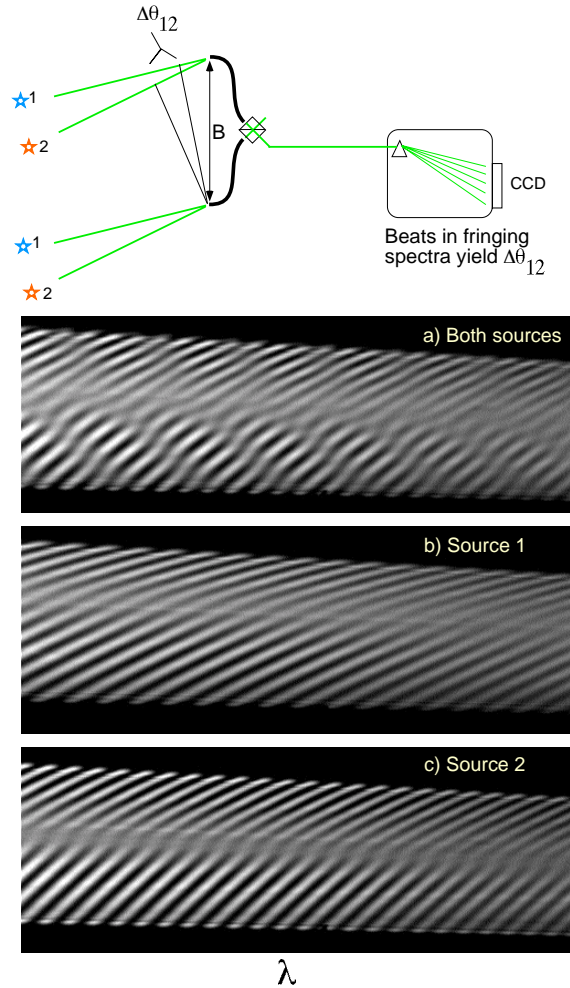 Δθ12
1
2
B
1
2
CCD
Beats in fringing
spectra yield Δθ12
a) Both sources
b) Source 1
c) Source 2
λ